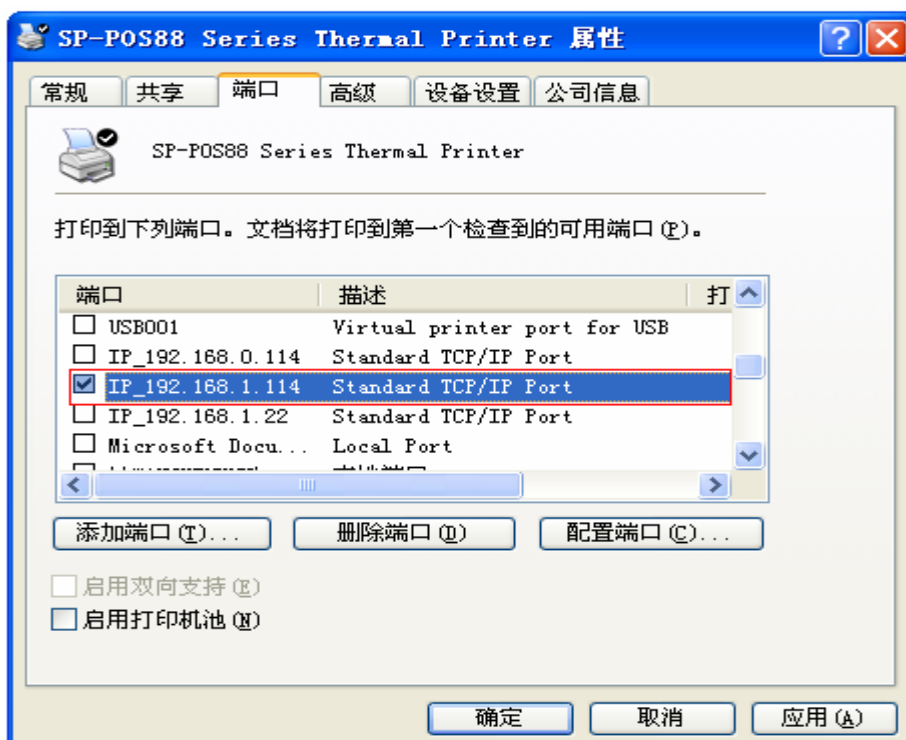 SP-POS88 Series Thermal Printer 属性
常规 共享 端口 高级 设备设置 公司信息
SP-POS88 Series Thermal Printer
打印到下列端口。文档将打印到第一个检查到的可用端口(P)。
端口 描述 打
USB001 Virtual printer port for USB
IP_192.168.0.114 Standard TCP/IP Port
IP_192.168.1.114 Standard TCP/IP Port
IP_192.168.1.22 Standard TCP/IP Port
Microsoft Docu... Local Port
添加端口(T)... 删除端口(D) 配置端口(C)...
启用双向支持(E)
启用打印机池(N)
确定 取消 应用(A)